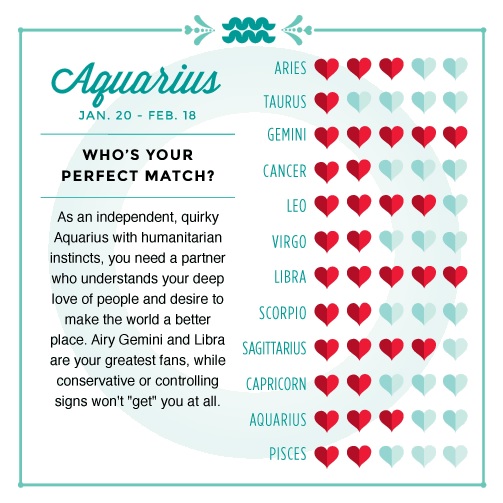 Aquarius
JAN. 20 - FEB. 18
WHO'S YOUR
PERFECT MATCH?
As an independent, quirky
Aquarius with humanitarian
instincts, you need a partner
who understands your deep
love of people and desire to
make the world a better
place. Airy Gemini and Libra
are your greatest fans, while
conservative or controlling
signs won't "get" you at all.
ARIES
TAURUS
GEMINI
CANCER
LEO
VIRGO
LIBRA
SCORPIO
SAGITTARIUS
CAPRICORN
AQUARIUS
PISCES